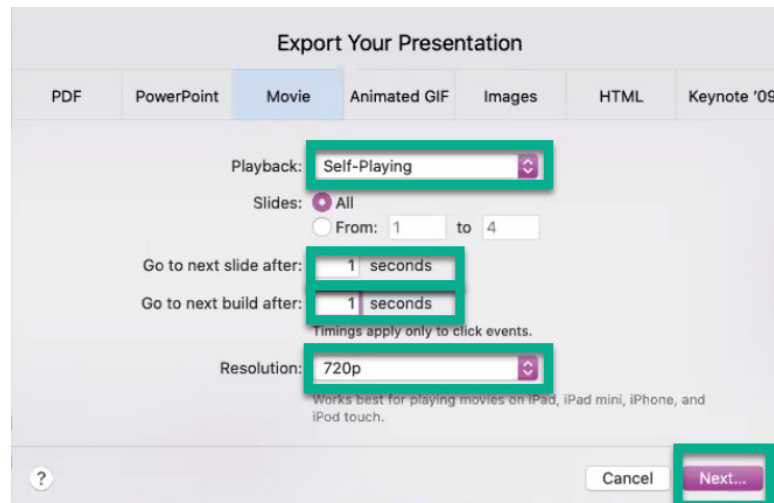 Export Your Presentation
PDF PowerPoint Movie Animated GIF Images HTML Keynote '09
Playback: Self-Playing
Slides: All
From: 1 to 4
Go to next slide after: 1 seconds
Go to next build after: 1 seconds
Timings apply only to click events.
Resolution: 720p
Works best for playing movies on iPad, iPad mini, iPhone, and
iPod touch.
? Cancel Next...